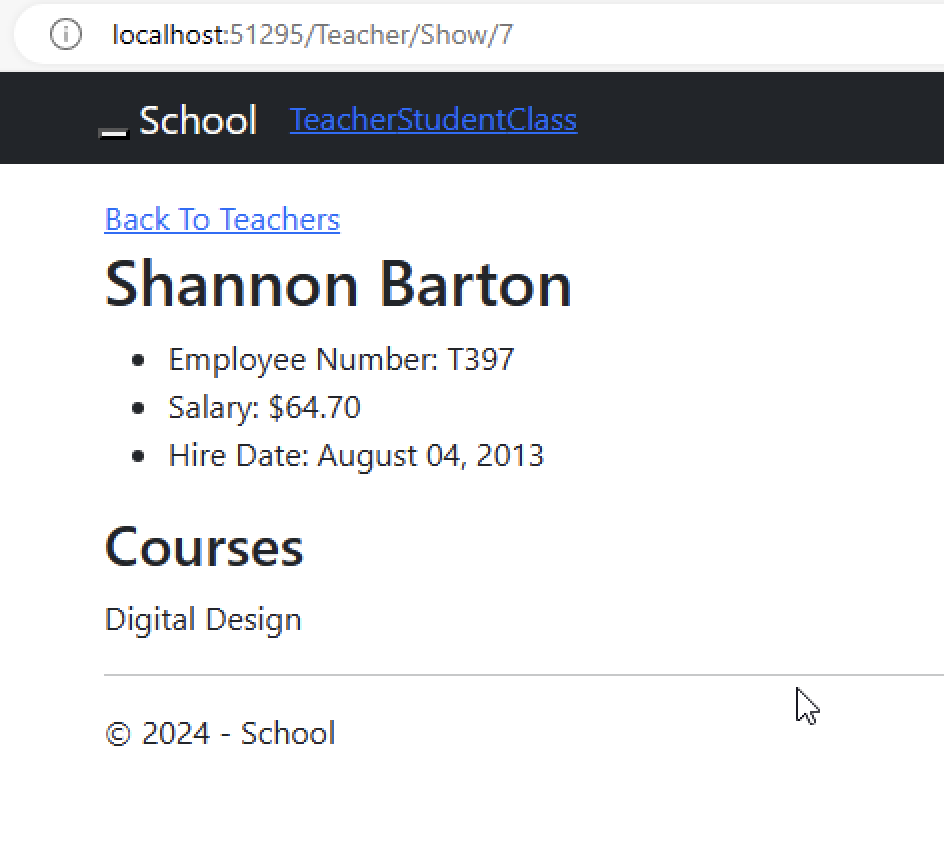 localhost:51295/Teacher/Show/7
School TeacherStudentClass
Back To Teachers
Shannon Barton
Employee Number: T397
Salary: $64.70
Hire Date: August 04, 2013
Courses
Digital Design
© 2024 - School